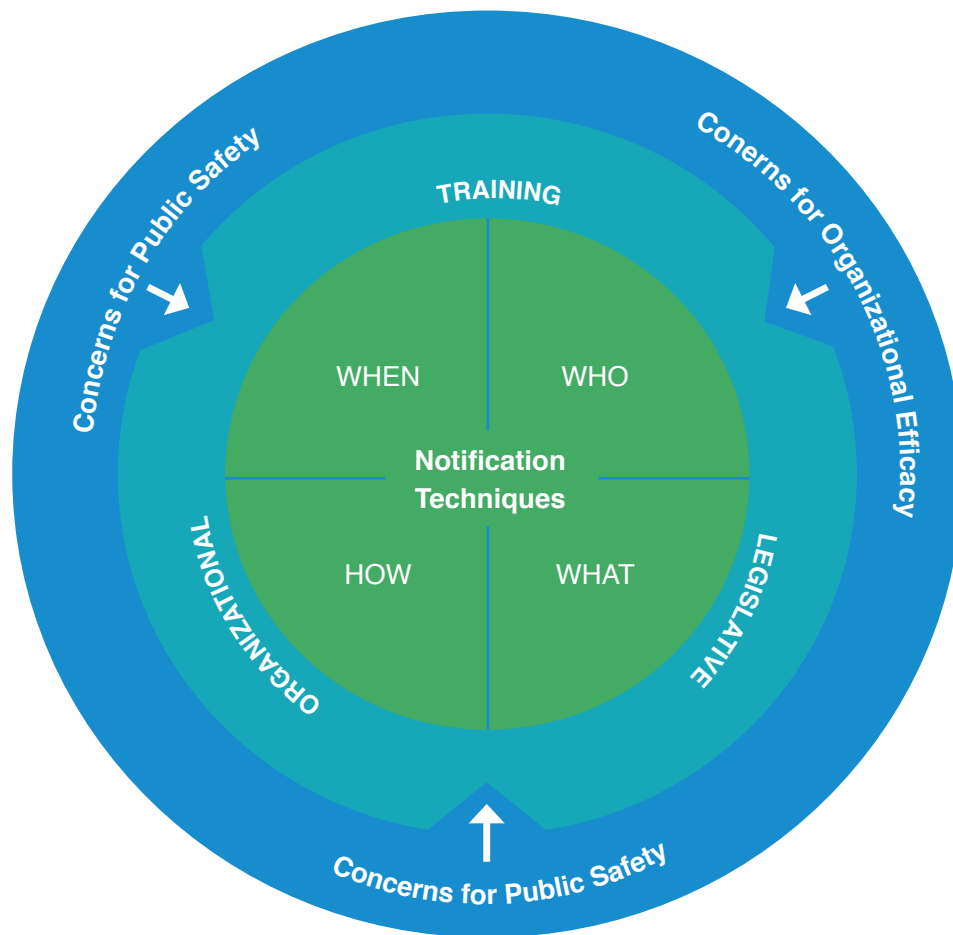 Concerns for Public Safety
Conerns for Organizational Efficacy
TRAINING
WHEN
WHO
Notification
Techniques
HOW
WHAT
ORGANIZATIONAL
LEGISLATIVE
Concerns for Public Safety